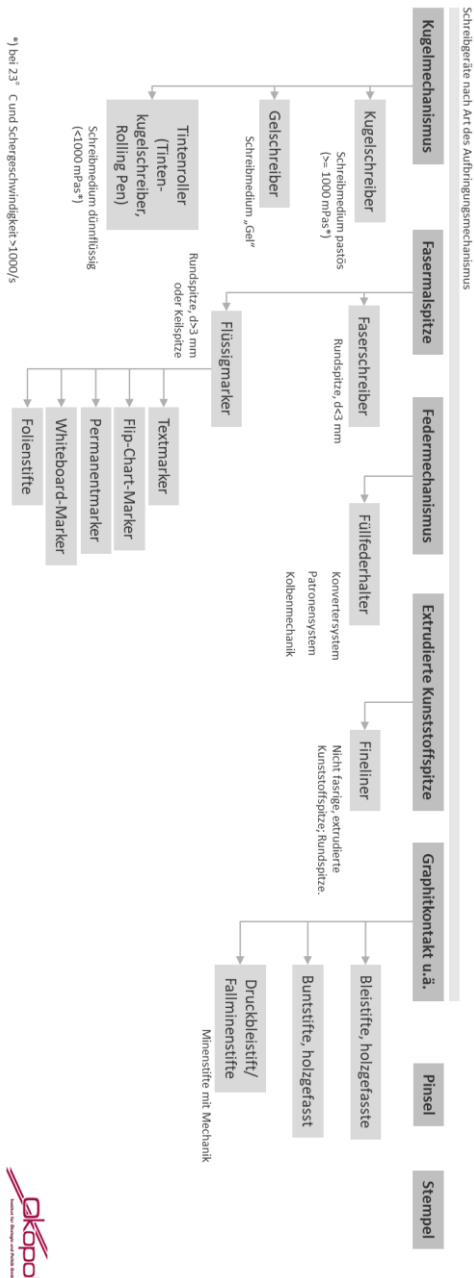 Schreibgeräte nach Art des Aufbringungsmechanismus
Kugelmechanismus
Kugelschreiber
Schreibmedium pastös
(>= 1000 mPas*)
Gelschreiber
Schreibmedium „Gel“
Tintenroller
(Tinten-
kugelschreiber,
Rolling Pen)
Schreibmedium dünnflüssig
(<1000 mPas*)
Fasermalspitze
Faserschreiber
Rundspitze, d<3 mm
Flüssigmarker
Rundspitze, d>3 mm
oder Keilspitze
Textmarker
Flip-Chart-Marker
Permanentmarker
Whiteboard-Marker
Folienstifte
Federmechanismus
Füllfederhalter
Konvertersystem
Patronensystem
Kolbenmechanik
Extrudierte Kunststoffspitze
Fineliner
Nicht fasrige, extrudierte
Kunststoffspitze; Rundspitze.
Graphitkontakt u.ä.
Bleistifte, holzgefasste
Buntstifte, holzgefasst
Druckbleistift/
Fallminenstifte
Minenstifte mit Mechanik
Pinsel
Stempel
*) bei 23° C und Schergeschwindigkeit >1000/s
Ökopol